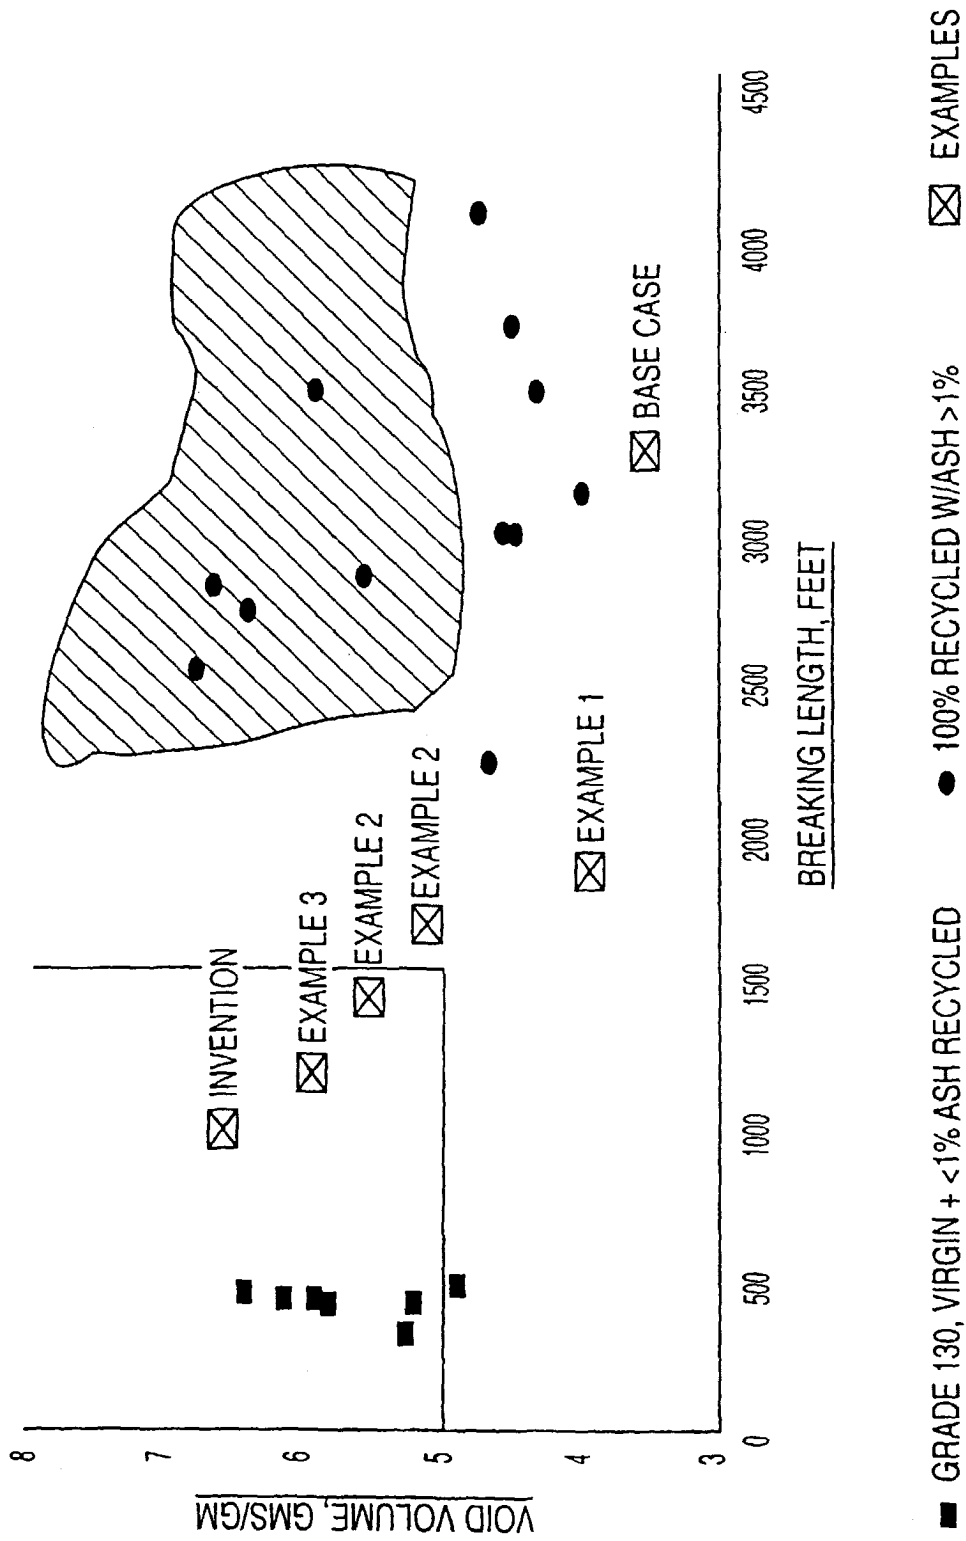 VOID VOLUME, GMS/GM
8
7
6
5
4
3
0
500
1000
1500
2000
2500
3000
3500
4000
4500
BREAKING LENGTH, FEET
INVENTION
EXAMPLE 3
EXAMPLE 2
EXAMPLE 2
EXAMPLE 1
BASE CASE
GRADE 130, VIRGIN + <1% ASH RECYCLED
100% RECYCLED W/ASH >1%
EXAMPLES